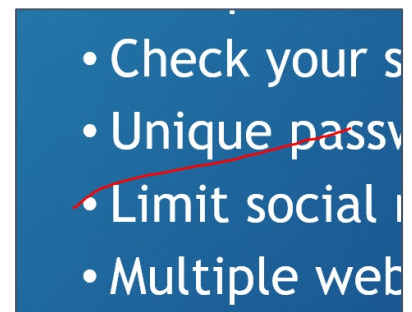 • Check your s
• Unique passw
• Limit social
• Multiple web